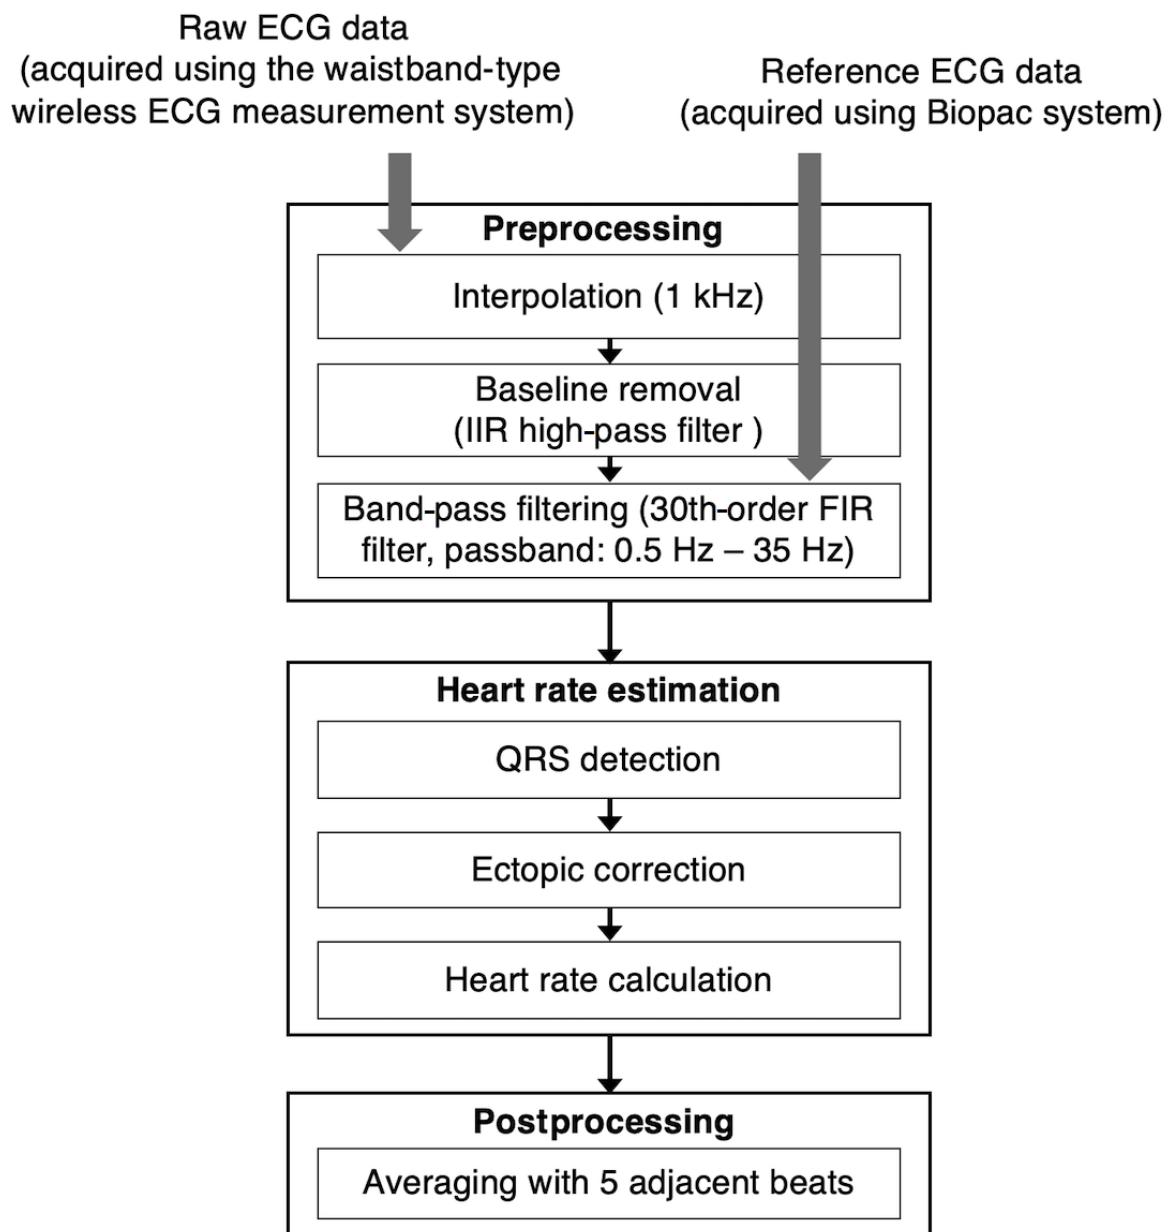 Raw ECG data
(acquired using the waistband-type
wireless ECG measurement system)
Reference ECG data
(acquired using Biopac system)
Preprocessing
Interpolation (1 kHz)
Baseline removal
(IIR high-pass filter )
Band-pass filtering (30th-order FIR
filter, passband: 0.5 Hz – 35 Hz)
Heart rate estimation
QRS detection
Ectopic correction
Heart rate calculation
Postprocessing
Averaging with 5 adjacent beats